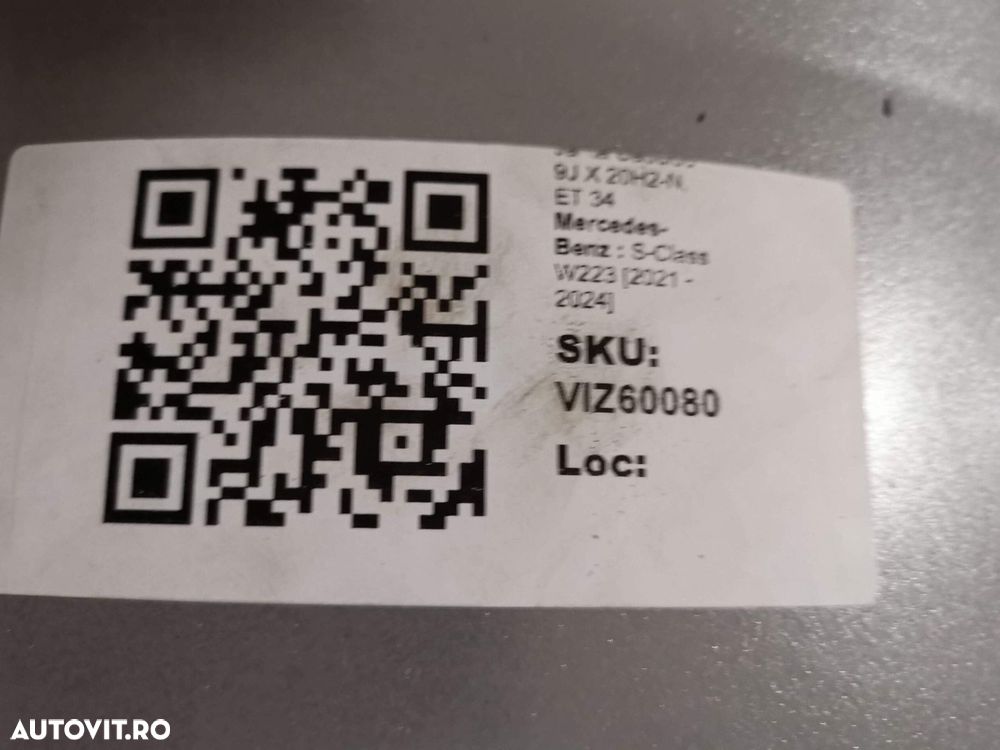 9J X 20H2-N,
ET 34
Mercedes-
Benz : S-Class
W223 [2021 -
2024]
SKU:
VIZ60080
Loc:
AUTOVIT.RO